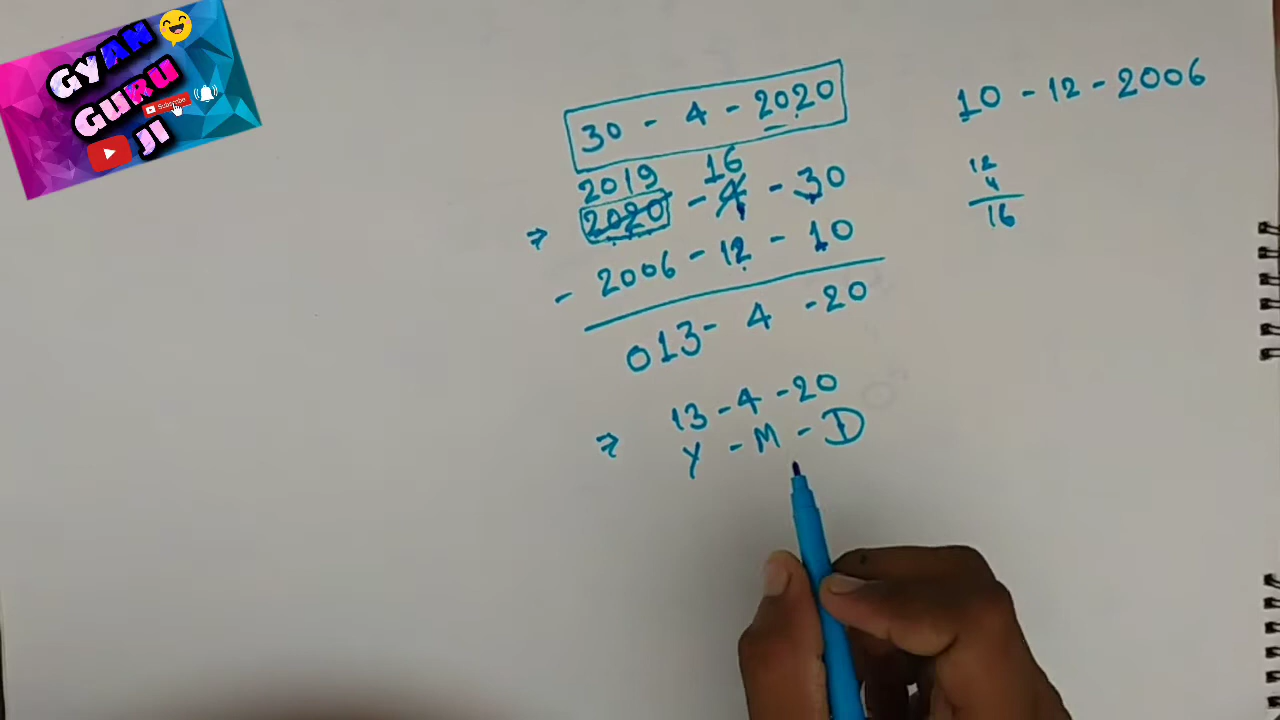 GYAN
GURU
Subscribe
JI
30 - 4 - 2020
10 - 12 - 2006
2019 16
2020 - 4 - 30
- 2006 - 12 - 10
013 - 4 - 20
12
4
16
⇒ 13 - 4 - 20
Y - M - D